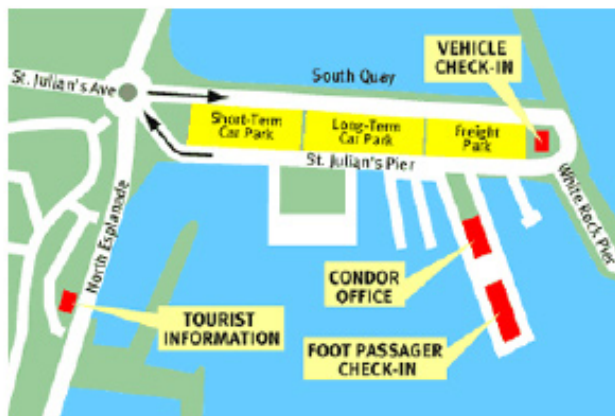 VEHICLE
CHECK-IN
St. Julian's Ave
South Quay
Short-Term
Car Park
Long-Term
Car Park
Freight
Park
St. Julian's Pier
White Rock Pier
North Esplanade
CONDOR
OFFICE
TOURIST
INFORMATION
FOOT PASSAGER
CHECK-IN